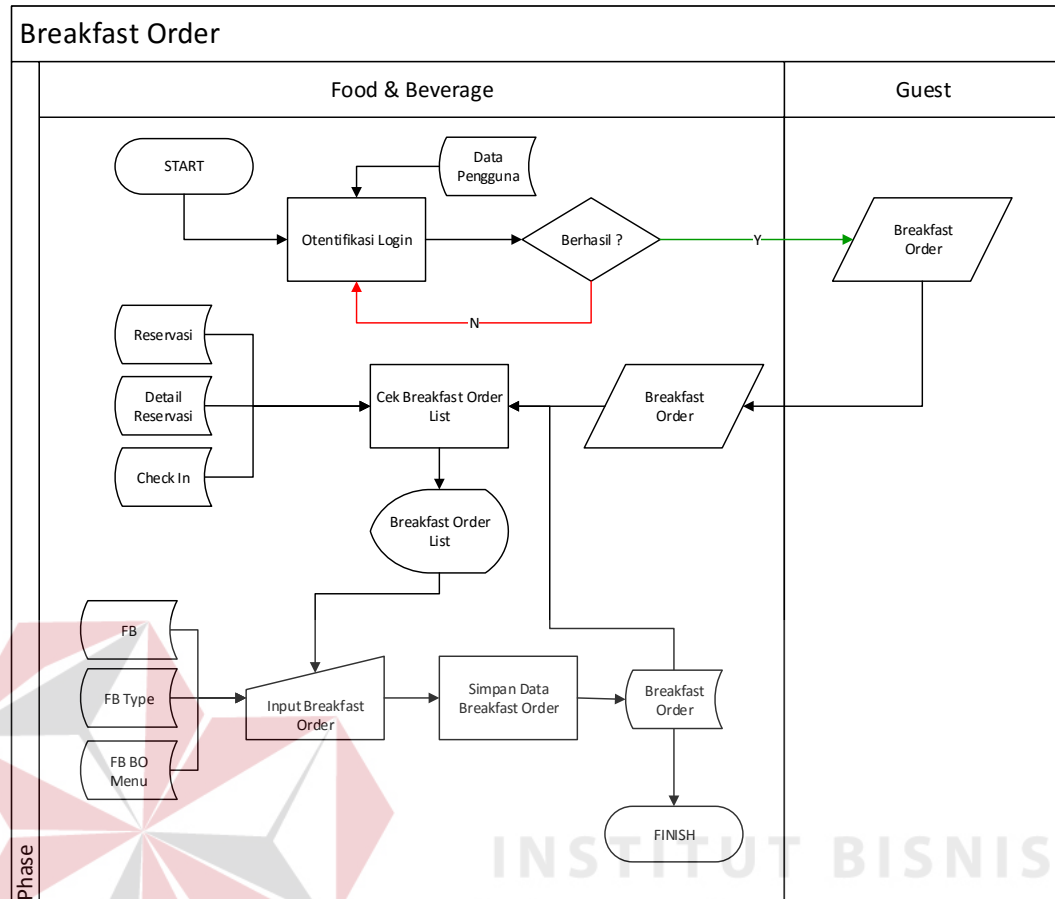 Breakfast Order
Food & Beverage
Guest
START
Data
Pengguna
Otentifikasi Login
Berhasil ?
Y
Breakfast
Order
N
Reservasi
Detail
Reservasi
Check In
Cek Breakfast Order
List
Breakfast
Order
Breakfast Order
List
FB
FB Type
FB BO
Menu
Input Breakfast
Order
Simpan Data
Breakfast Order
Breakfast
Order
FINISH
Phase
INSTITUT BISNIS